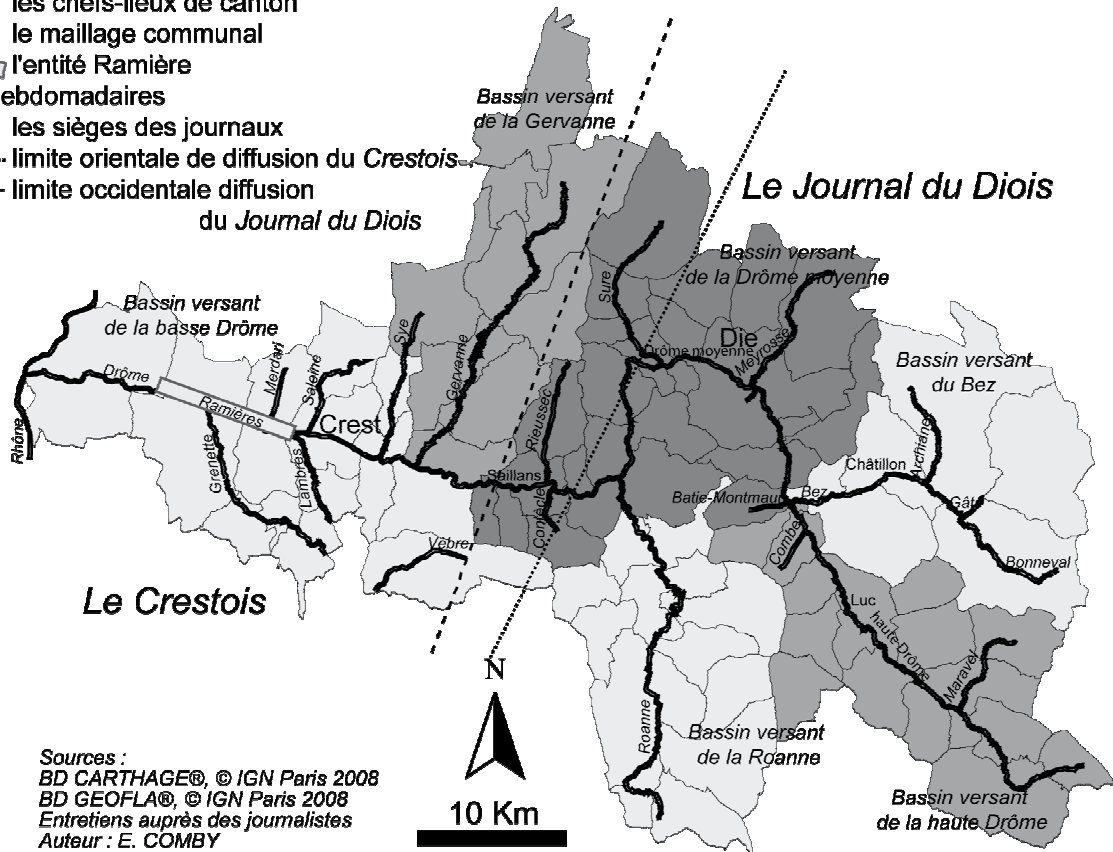 les chefs-lieux de canton
le maillage communal
l'entité Ramière
ebdomadaires
les sièges des journaux
limite orientale de diffusion du Crestois
limite occidentale diffusion
du Journal du Diois
Bassin versant
de la Gervanne
Le Journal du Diois
Bassin versant
de la Drôme moyenne
Bassin versant
de la basse Drôme
Bassin versant
du Bez
Sure
Die
Drôme moyenne
Meyrosse
Sye
Gervanne
Merdari
Saleine
Drôme
Ramières
Crest
Rieussec
Rhône
Grenette
Lambres
Saillans
Contècle
Vèbre
Batie-Montmaur
Bez
Châtillon
Archiane
Gât
Bonneval
Combe
Luc
haute Drôme
Maravel
Le Crestois
N
Roanne
Bassin versant
de la Roanne
Bassin versant
de la haute Drôme
Sources :
BD CARTHAGE®, © IGN Paris 2008
BD GEOFLA®, © IGN Paris 2008
Entretiens auprès des journalistes
Auteur : E. COMBY
10 Km